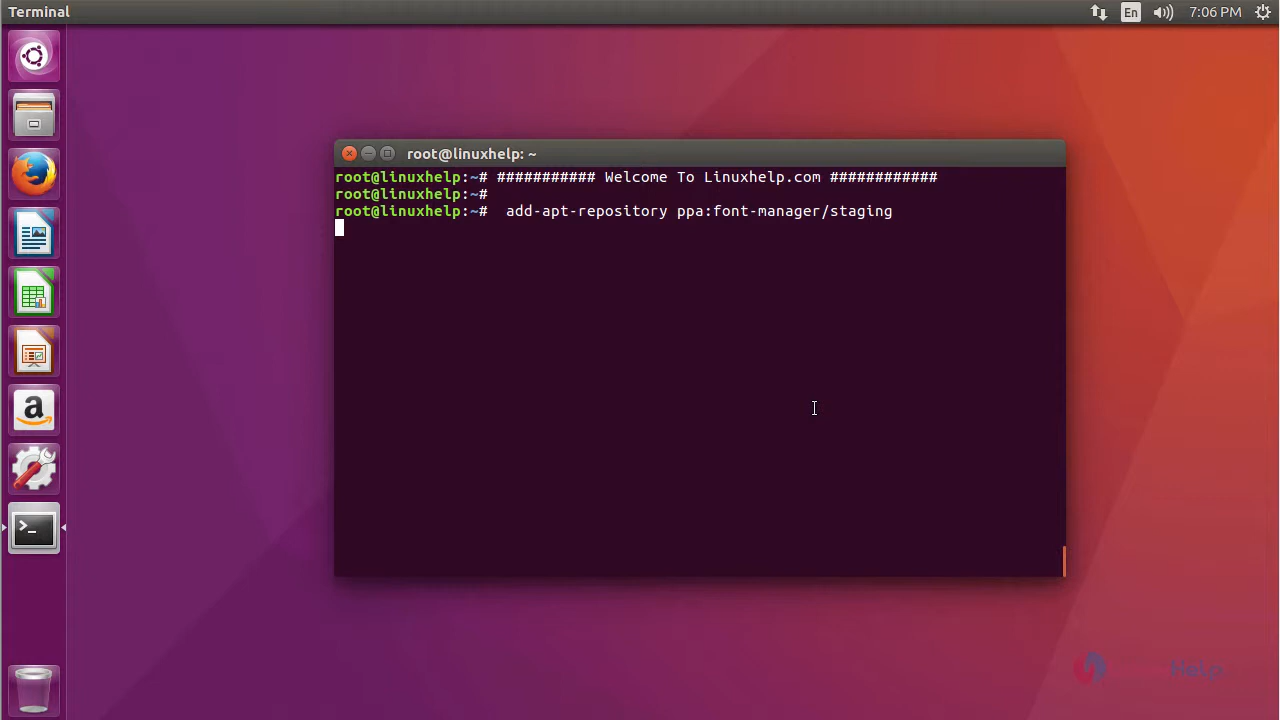 Terminal
En
7:06 PM
root@linuxhelp: ~
root@linuxhelp:~# ########### Welcome To Linuxhelp.com ############
root@linuxhelp:~#
root@linuxhelp:~#  add-apt-repository ppa:font-manager/staging
a
>_
Help